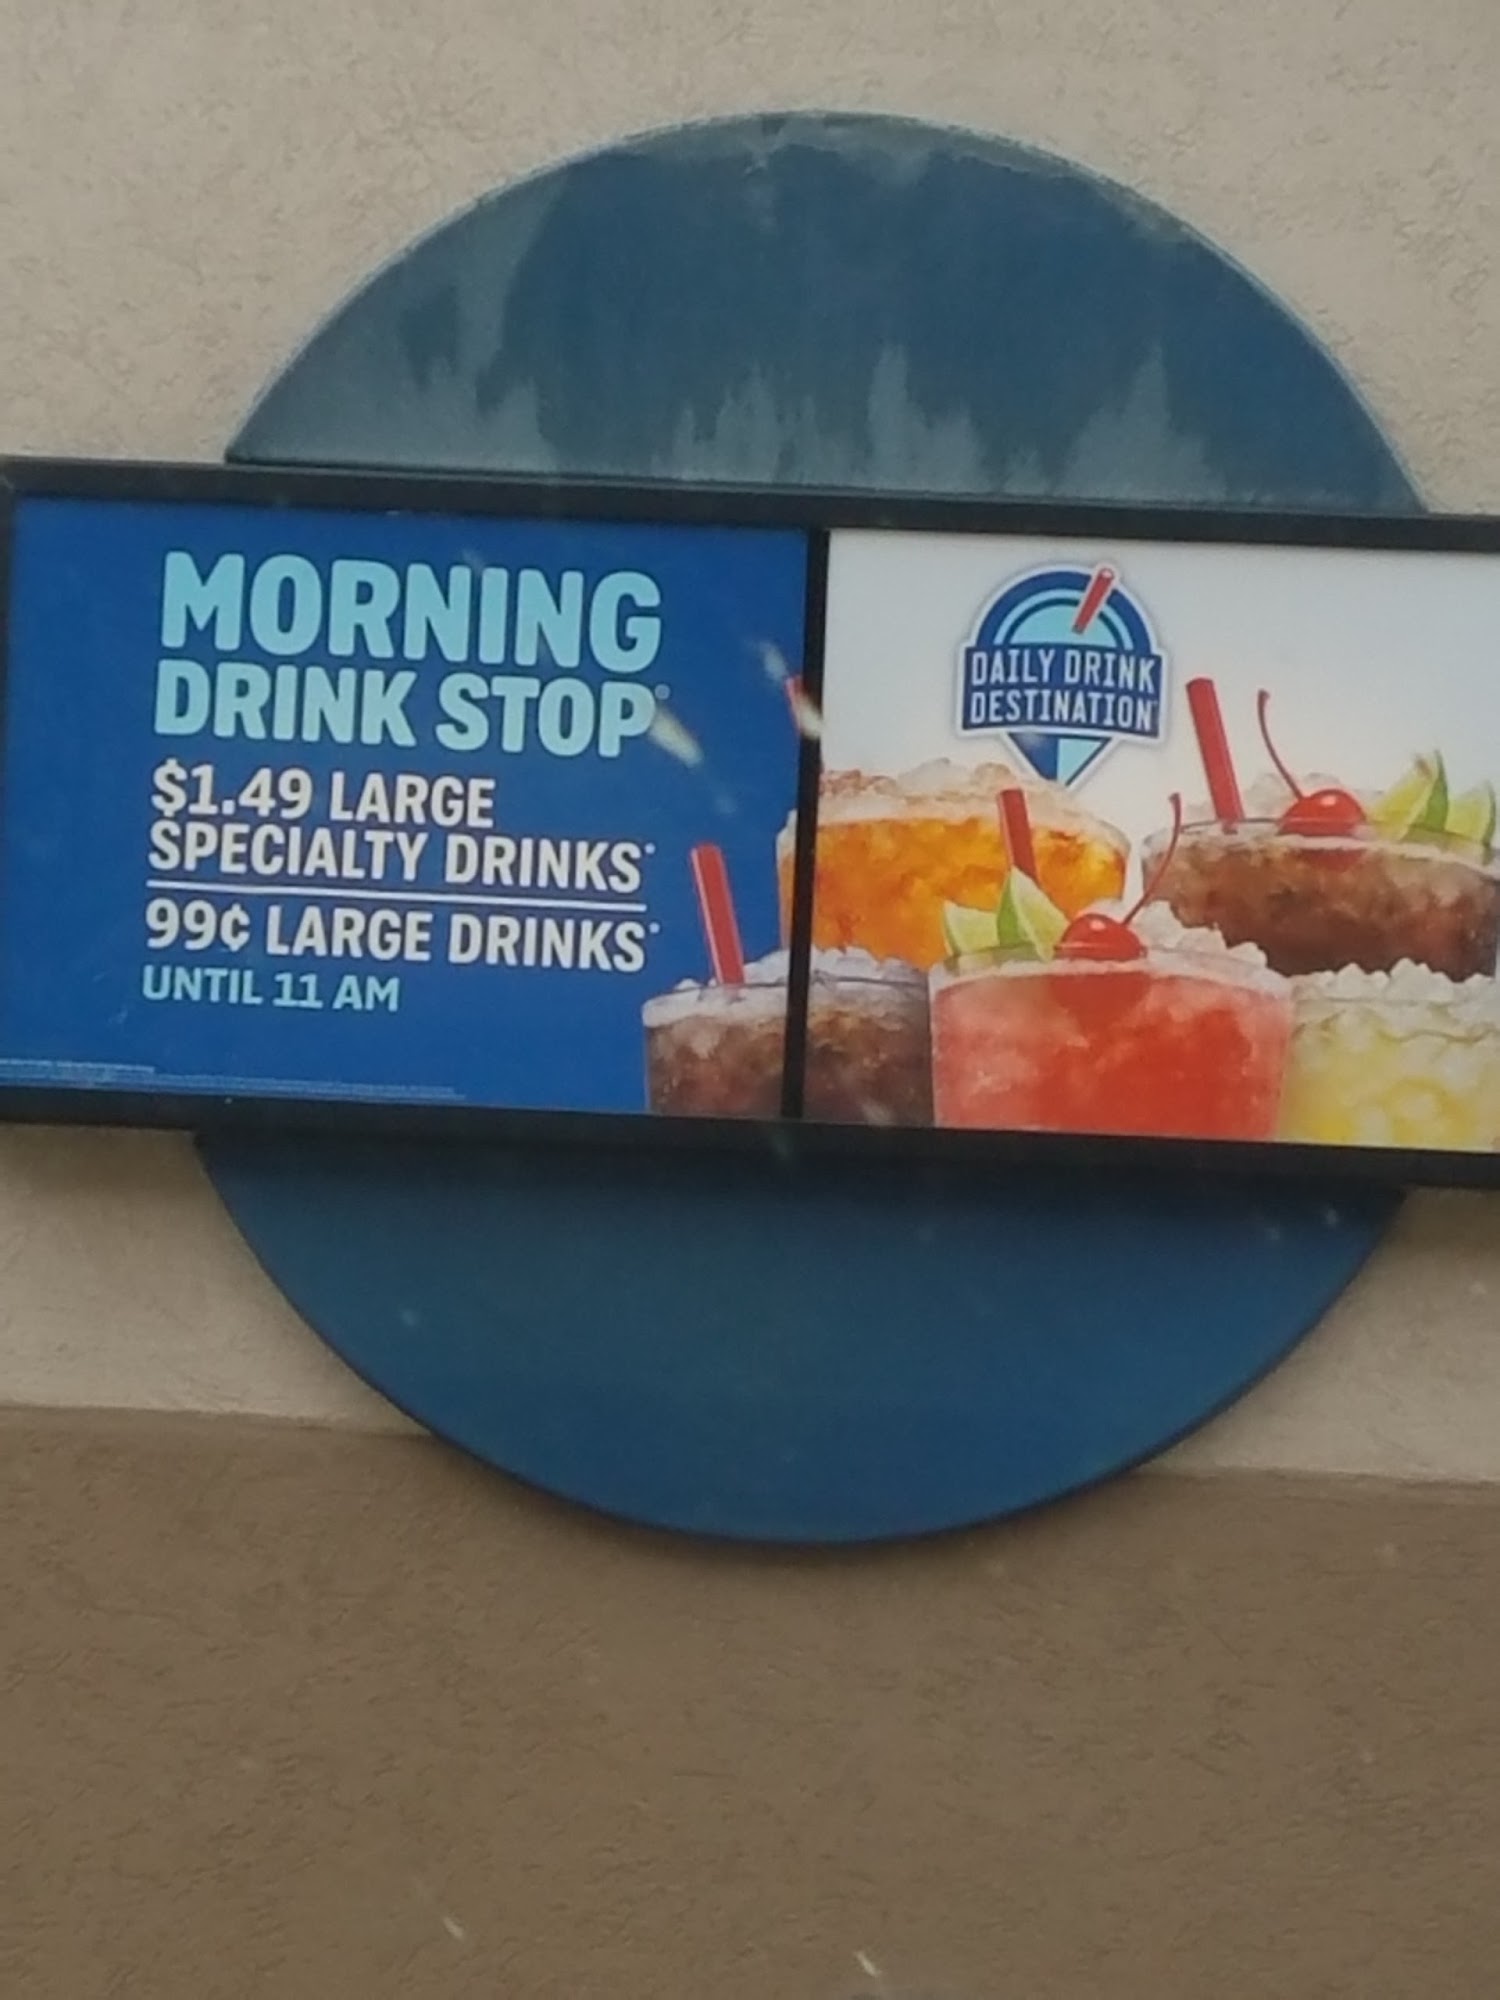 MORNING
DRINK STOP®
$1.49 LARGE
SPECIALTY DRINKS*
99¢ LARGE DRINKS*
UNTIL 11 AM
DAILY DRINK
DESTINATION